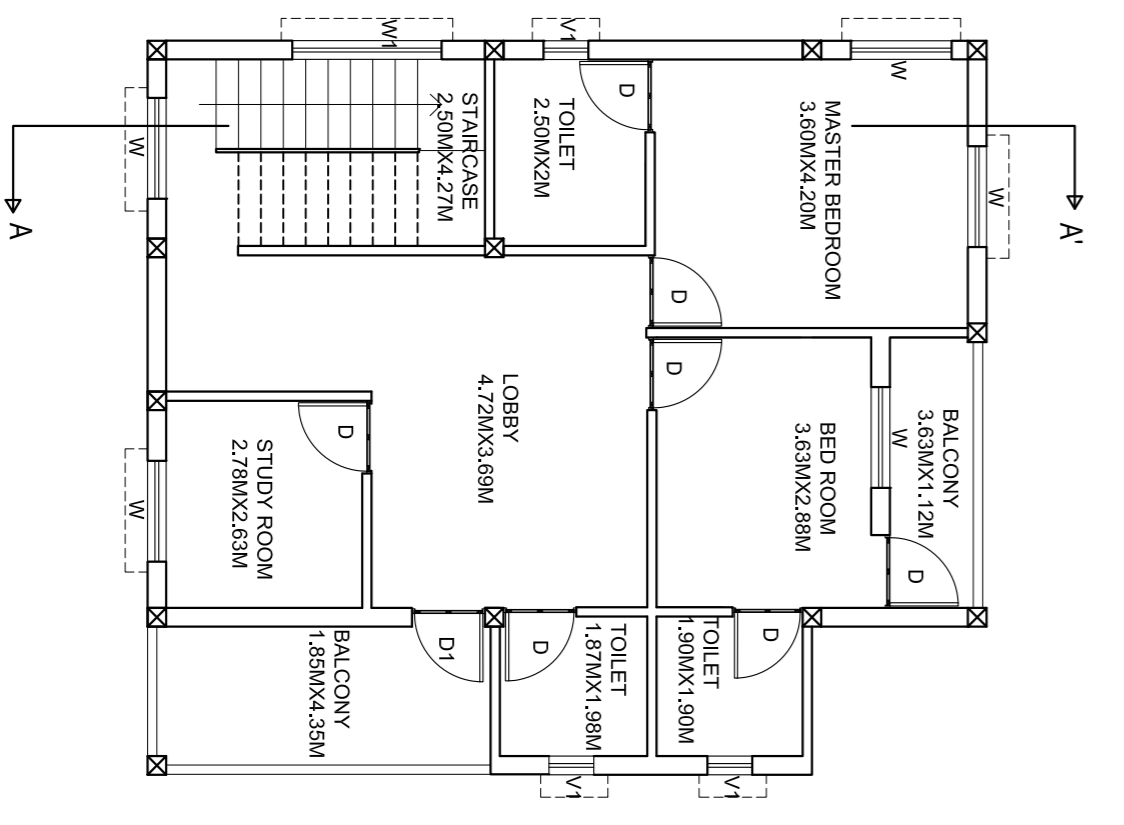 W1
V1
W
STAIRCASE
2.50MX4.27M
TOILET
2.50MX2M
D
MASTER BEDROOM
3.60MX4.20M
W
W
A
A'
D
D
LOBBY
4.72MX3.69M
BED ROOM
3.63MX2.88M
W
BALCONY
3.63MX1.12M
D
D
STUDY ROOM
2.78MX2.63M
W
BALCONY
1.85MX4.35M
D1
D
TOILET
1.87MX1.98M
TOILET
1.90MX1.90M
D
V1
V1